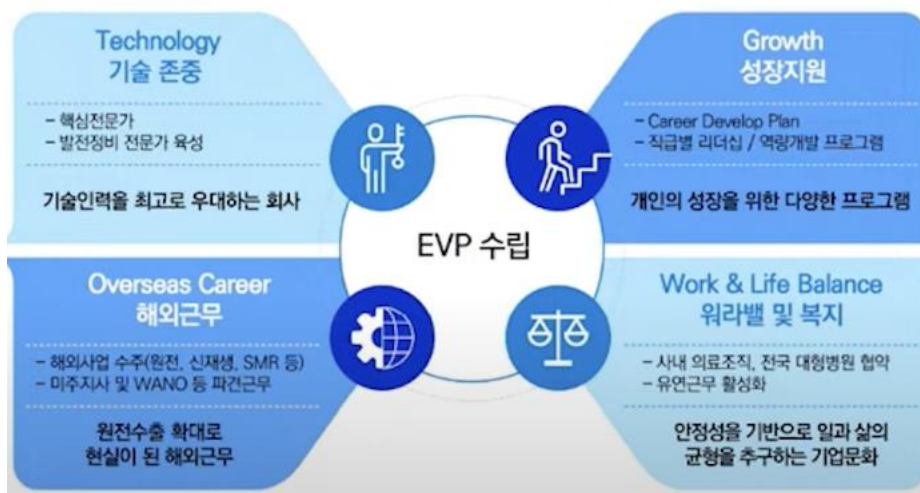 Technology
기술 존중
- 핵심전문가
- 발전정비 전문가 육성
기술인력을 최고로 우대하는 회사
Growth
성장지원
- Career Develop Plan
- 직급별 리더십 / 역량개발 프로그램
개인의 성장을 위한 다양한 프로그램
EVP 수립
Overseas Career
해외근무
- 해외사업 수주(원전, 신재생, SMR 등)
- 미주지사 및 WANO 등 파견근무
원전수출 확대로
현실이 된 해외근무
Work & Life Balance
워라밸 및 복지
- 사내 의료조직, 전국 대형병원 협약
- 유연근무 활성화
안정성을 기반으로 일과 삶의
균형을 추구하는 기업문화